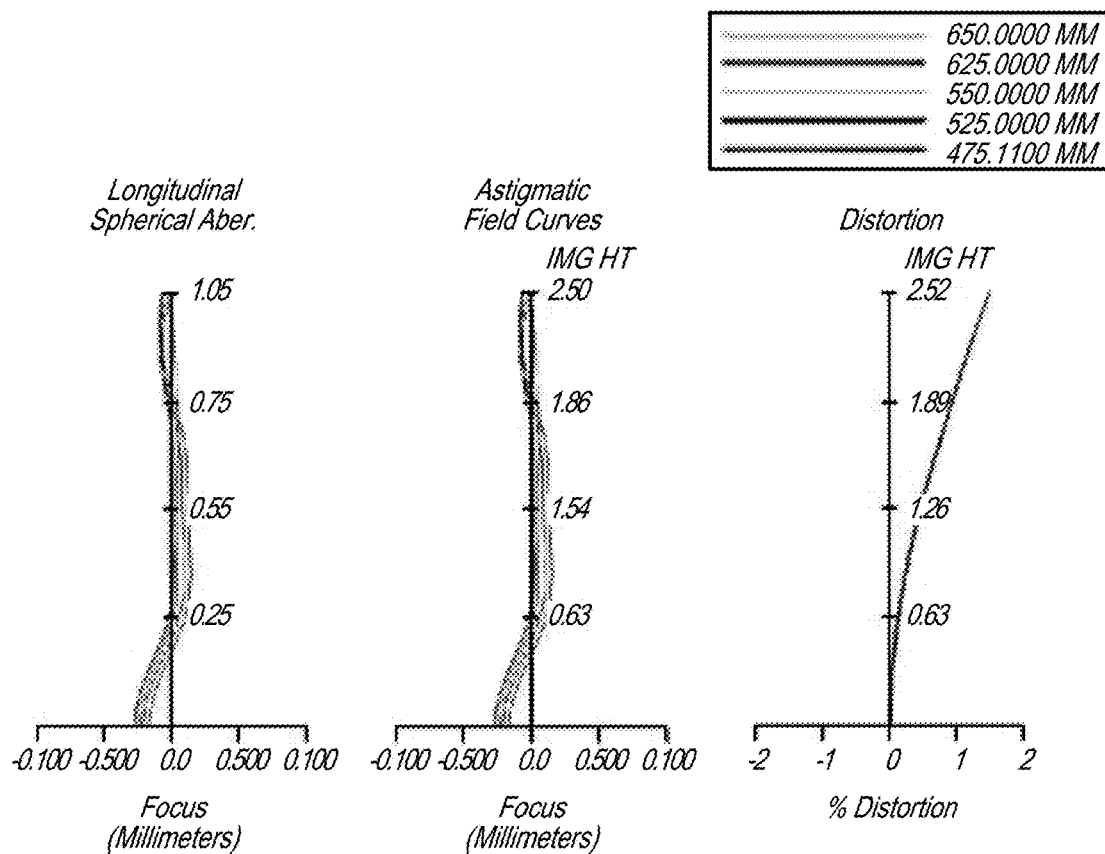 650.0000 MM
625.0000 MM
550.0000 MM
525.0000 MM
475.1100 MM
Longitudinal
Spherical Aber.
1.05
0.75
0.55
0.25
-0.100 -0.500 0.0 0.500 0.100
Focus
(Millimeters)
Astigmatic
Field Curves
IMG HT
2.50
1.86
1.54
0.63
-0.100 -0.500 0.0 0.500 0.100
Focus
(Millimeters)
Distortion
IMG HT
2.52
1.89
1.26
0.63
-2 -1 0 1 2
% Distortion